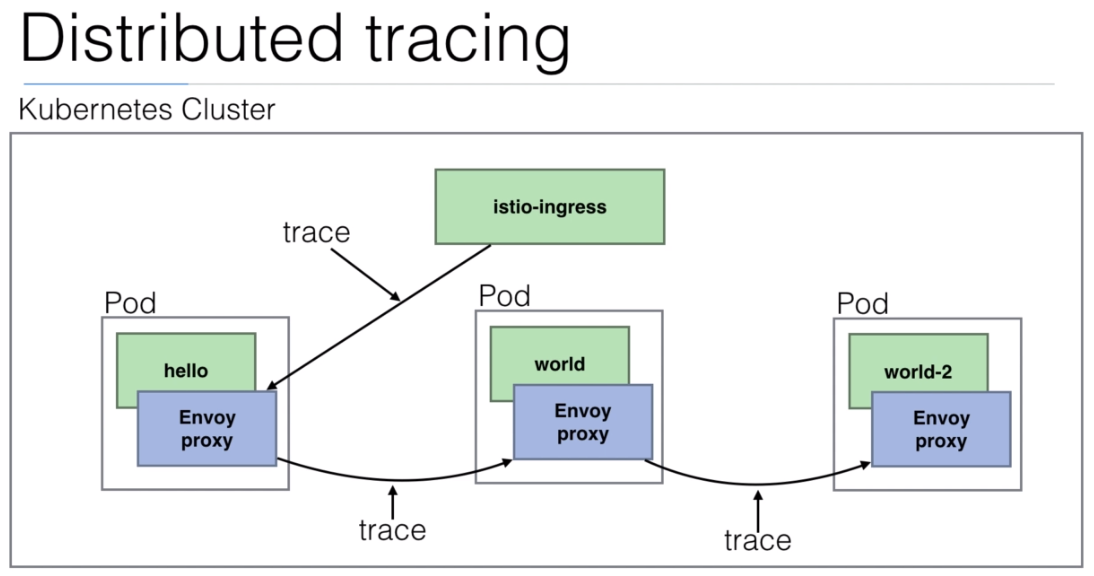 Distributed tracing
Kubernetes Cluster
istio-ingress
trace
Pod
hello
Envoy
proxy
Pod
world
Envoy
proxy
Pod
world-2
Envoy
proxy
trace
trace